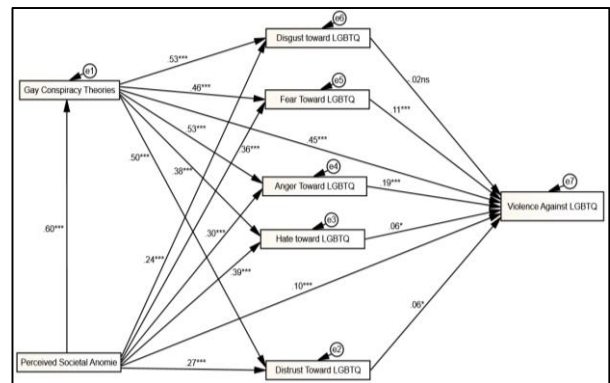 e6
Disgust toward LGBTQ
e1
.53***
-.02ns
Gay Conspiracy Theories
e5
.46***
Fear Toward LGBTQ
.11***
.53***
.45***
.36***
.50***
.38***
e4
Anger Toward LGBTQ
.19***
e7
Violence Against LGBTQ
e3
.60***
.30***
Hate toward LGBTQ
.06*
.24***
.39***
.10***
.06*
e2
Perceived Societal Anomie
.27***
Distrust Toward LGBTQ